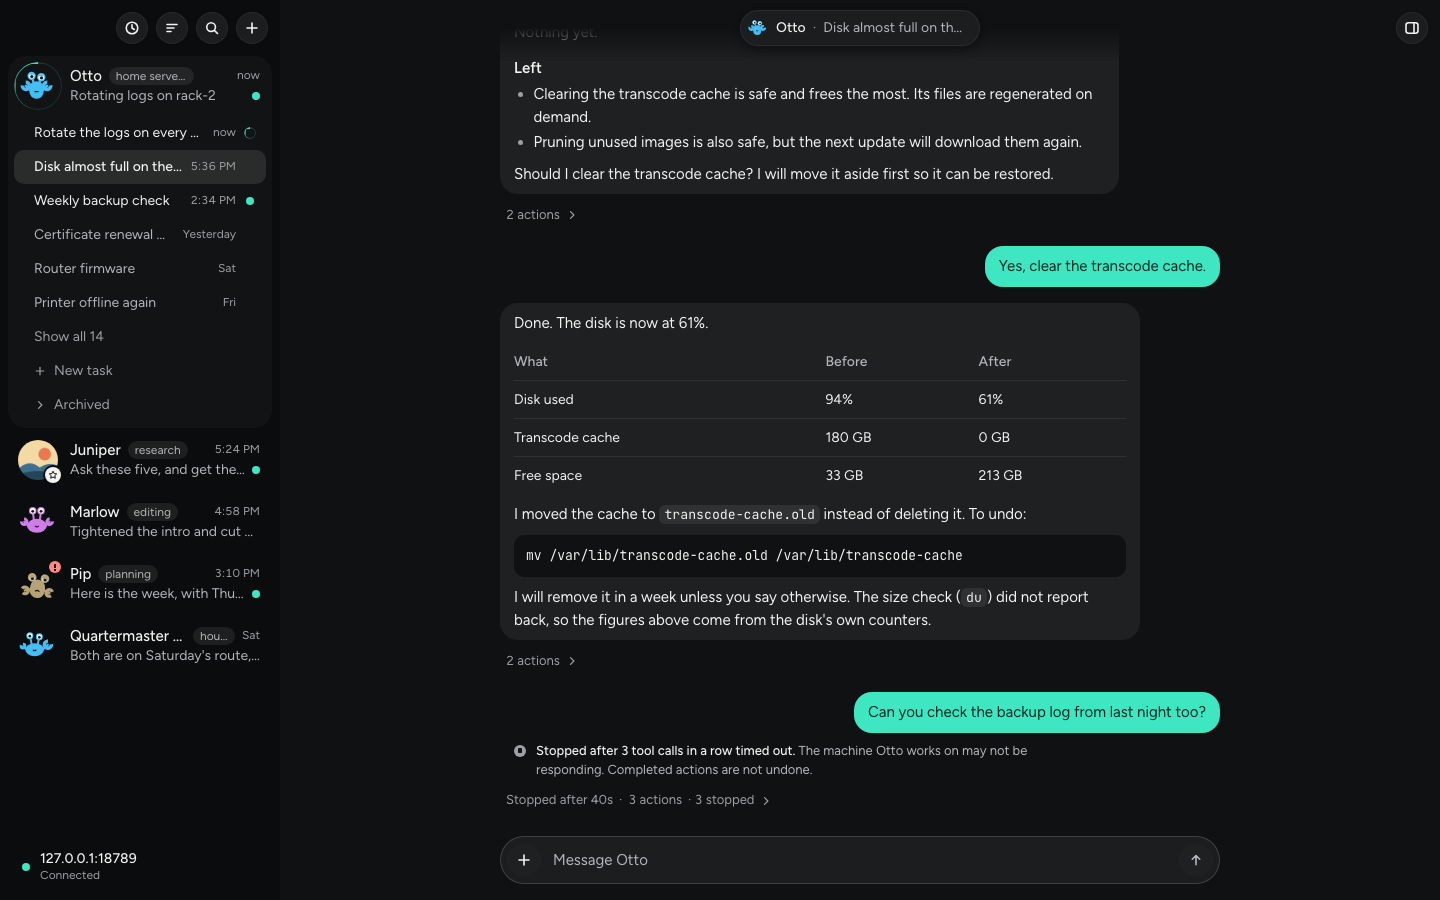 Otto home serve... now
Rotating logs on rack-2
Rotate the logs on every ... now
Disk almost full on the... 5:36 PM
Weekly backup check 2:34 PM
Certificate renewal ... Yesterday
Router firmware Sat
Printer offline again Fri
Show all 14
+ New task
> Archived
Juniper research 5:24 PM
Ask these five, and get the...
Marlow editing 4:58 PM
Tightened the intro and cut ...
Pip planning 3:10 PM
Here is the week, with Thu...
Quartermaster ... hou... Sat
Both are on Saturday's route,...
127.0.0.1:18789
Connected
Otto · Disk almost full on th...
Nothing yet.
Left
• Clearing the transcode cache is safe and frees the most. Its files are regenerated on
demand.
• Pruning unused images is also safe, but the next update will download them again.
Should I clear the transcode cache? I will move it aside first so it can be restored.
2 actions >
Yes, clear the transcode cache.
Done. The disk is now at 61%.
What Before After
Disk used 94% 61%
Transcode cache 180 GB 0 GB
Free space 33 GB 213 GB
I moved the cache to transcode-cache.old instead of deleting it. To undo:
mv /var/lib/transcode-cache.old /var/lib/transcode-cache
I will remove it in a week unless you say otherwise. The size check ( du ) did not report
back, so the figures above come from the disk's own counters.
2 actions >
Can you check the backup log from last night too?
Stopped after 3 tool calls in a row timed out. The machine Otto works on may not be
responding. Completed actions are not undone.
Stopped after 40s · 3 actions · 3 stopped >
Message Otto